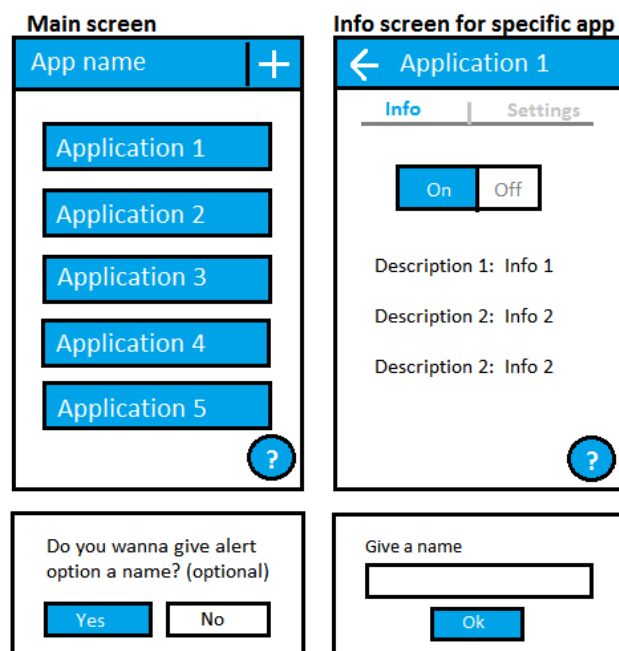 Main screen
App name
+
Application 1
Application 2
Application 3
Application 4
Application 5
?
Info screen for specific app
Application 1
Info | Settings
On Off
Description 1: Info 1
Description 2: Info 2
Description 2: Info 2
?
Do you wanna give alert
option a name? (optional)
Yes No
Give a name
Ok